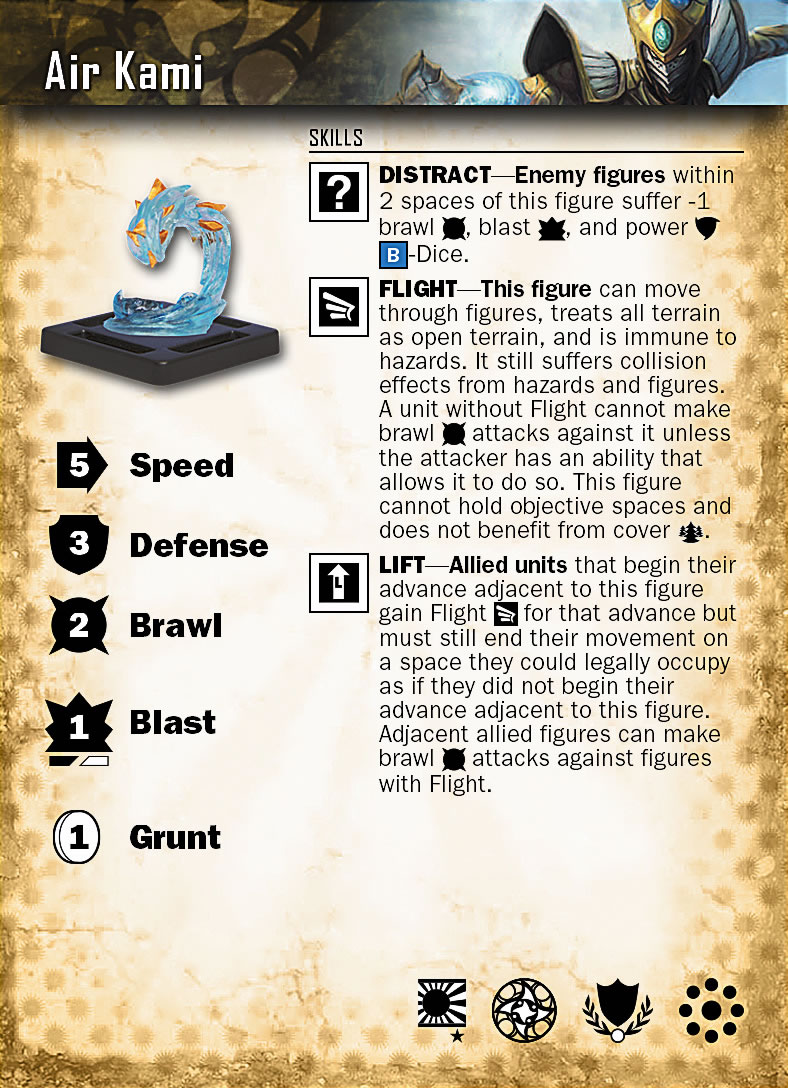 Air Kami
SKILLS
?
DISTRACT—Enemy figures within
2 spaces of this figure suffer -1
brawl, blast, and power
B-Dice.
FLIGHT—This figure can move
through figures, treats all terrain
as open terrain, and is immune to
hazards. It still suffers collision
effects from hazards and figures.
A unit without Flight cannot make
brawl attacks against it unless
the attacker has an ability that
allows it to do so. This figure
cannot hold objective spaces and
does not benefit from cover.
L
LIFT—Allied units that begin their
advance adjacent to this figure
gain Flight for that advance but
must still end their movement on
a space they could legally occupy
as if they did not begin their
advance adjacent to this figure.
Adjacent allied figures can make
brawl attacks against figures
with Flight.
5 Speed
3 Defense
2 Brawl
1 Blast
1 Grunt